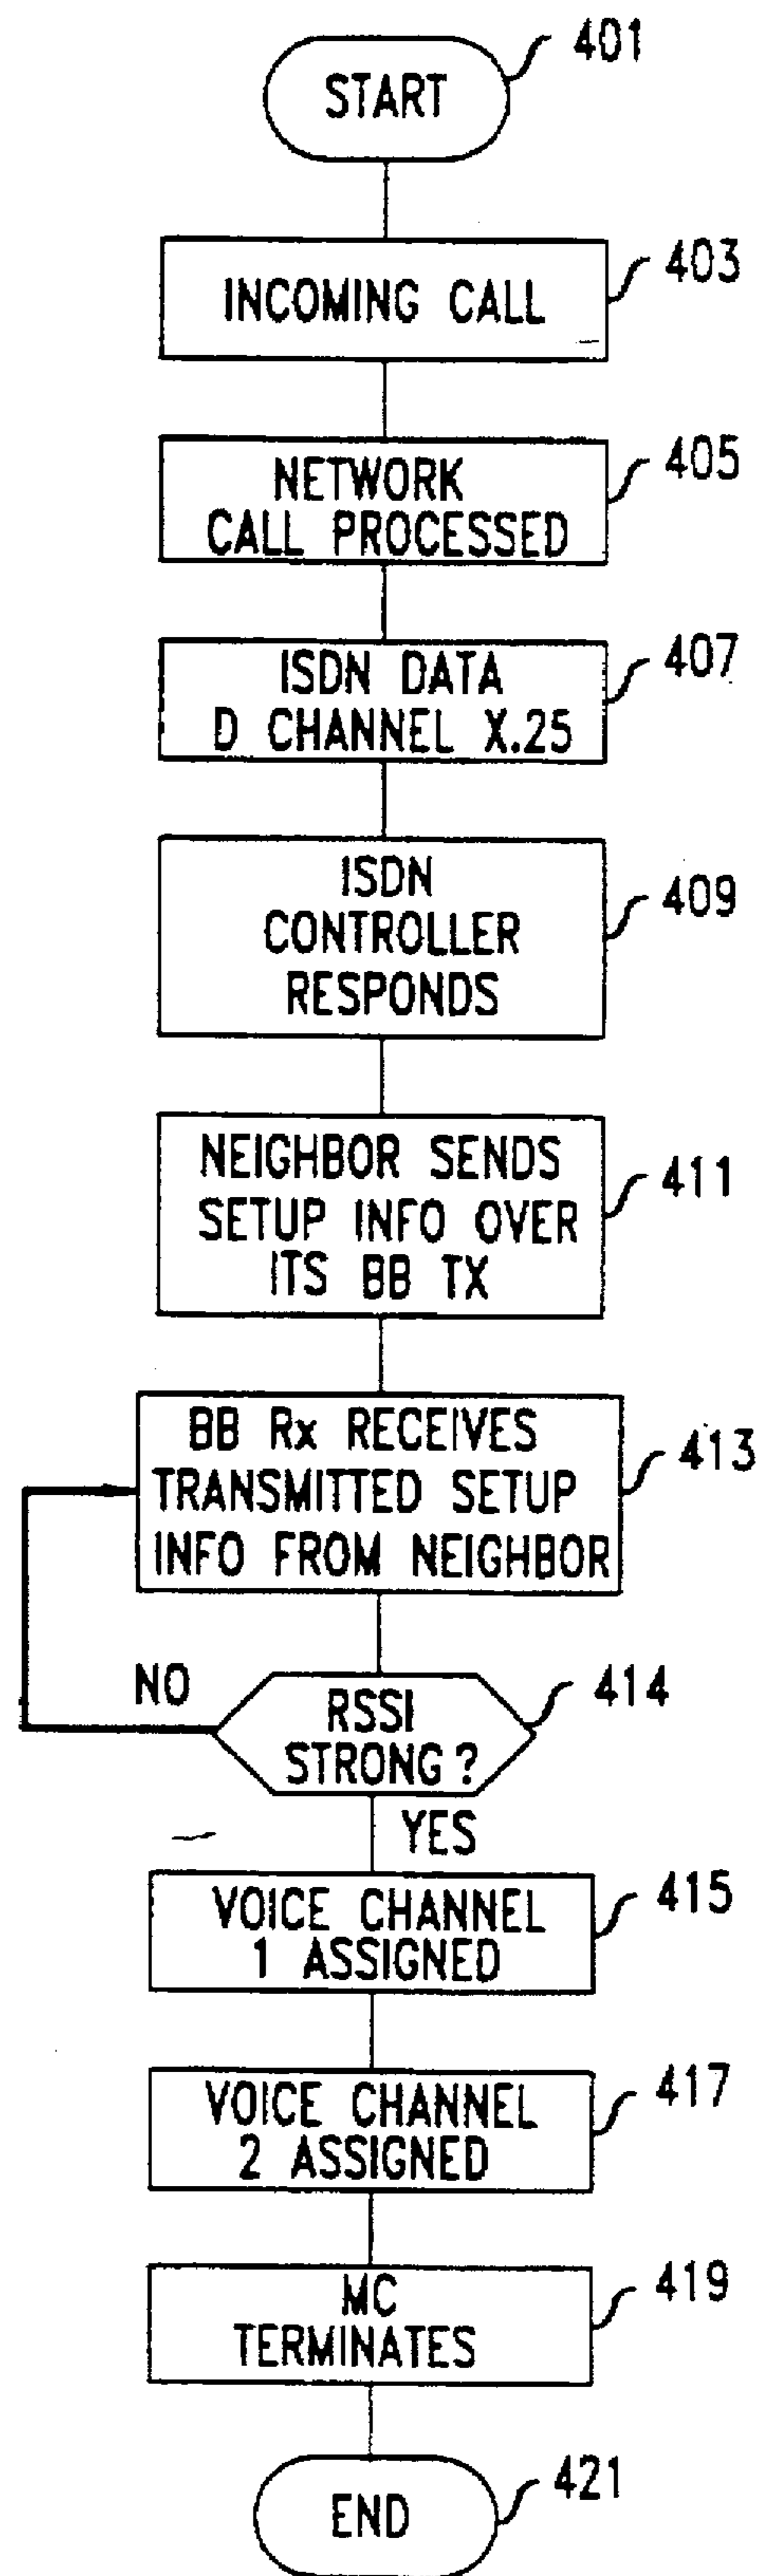 401
START
403
INCOMING CALL
405
NETWORK
CALL PROCESSED
407
ISDN DATA
D CHANNEL X.25
409
ISDN
CONTROLLER
RESPONDS
411
NEIGHBOR SENDS
SETUP INFO OVER
ITS BB TX
413
BB Rx RECEIVES
TRANSMITTED SETUP
INFO FROM NEIGHBOR
NO
414
RSSI
STRONG?
YES
415
VOICE CHANNEL
1 ASSIGNED
417
VOICE CHANNEL
2 ASSIGNED
419
MC
TERMINATES
421
END